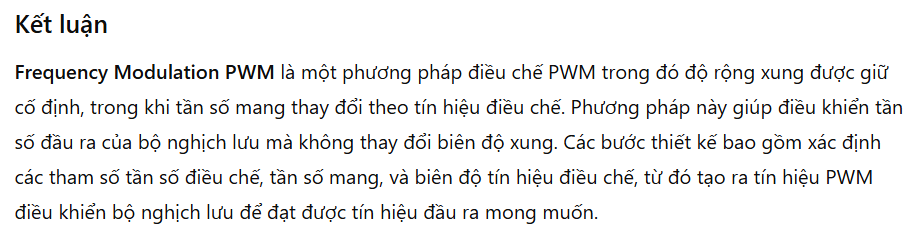 Kết luận
Frequency Modulation PWM là một phương pháp điều chế PWM trong đó độ rộng xung được giữ
cố định, trong khi tần số mang thay đổi theo tín hiệu điều chế. Phương pháp này giúp điều khiển tần
số đầu ra của bộ nghịch lưu mà không thay đổi biên độ xung. Các bước thiết kế bao gồm xác định
các tham số tần số điều chế, tần số mang, và biên độ tín hiệu điều chế, từ đó tạo ra tín hiệu PWM
điều khiển bộ nghịch lưu để đạt được tín hiệu đầu ra mong muốn.